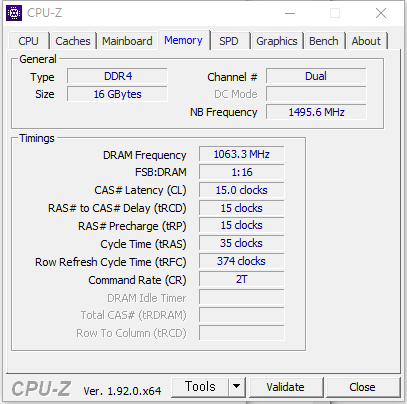 CPU-Z
CPU Caches Mainboard Memory SPD Graphics Bench About
General
Type DDR4 Channel # Dual
Size 16 GBytes DC Mode
NB Frequency 1495.6 MHz
Timings
DRAM Frequency 1063.3 MHz
FSB:DRAM 1:16
CAS# Latency (CL) 15.0 clocks
RAS# to CAS# Delay (tRCD) 15 clocks
RAS# Precharge (tRP) 15 clocks
Cycle Time (tRAS) 35 clocks
Row Refresh Cycle Time (tRFC) 374 clocks
Command Rate (CR) 2T
DRAM Idle Timer
Total CAS# (tRDRAM)
Row To Column (tRCD)
CPU-Z Ver. 1.92.0.x64 Tools Validate Close